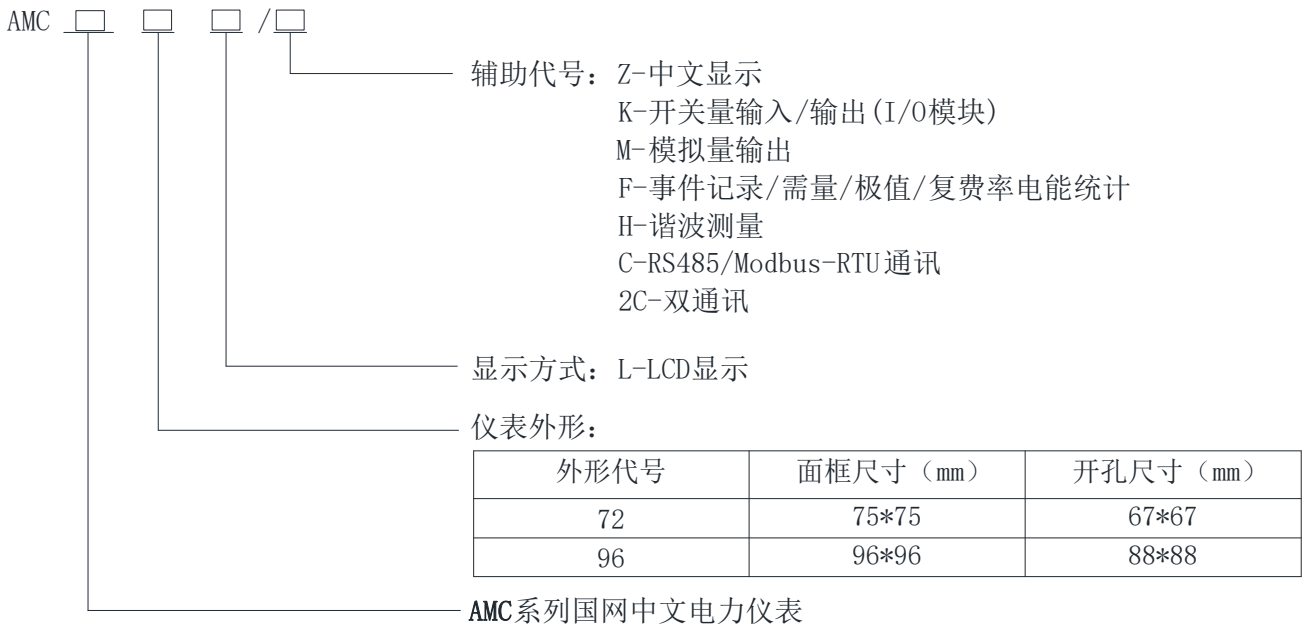 AMC □ □ □ /□
辅助代号: Z-中文显示
K-开关量输入/输出(I/O模块)
M-模拟量输出
F-事件记录/需量/极值/复费率电能统计
H-谐波测量
C-RS485/Modbus-RTU通讯
2C-双通讯
显示方式: L-LCD显示
仪表外形:
外形代号 面框尺寸（mm） 开孔尺寸（mm）
72 75*75 67*67
96 96*96 88*88
AMC系列国网中文电力仪表